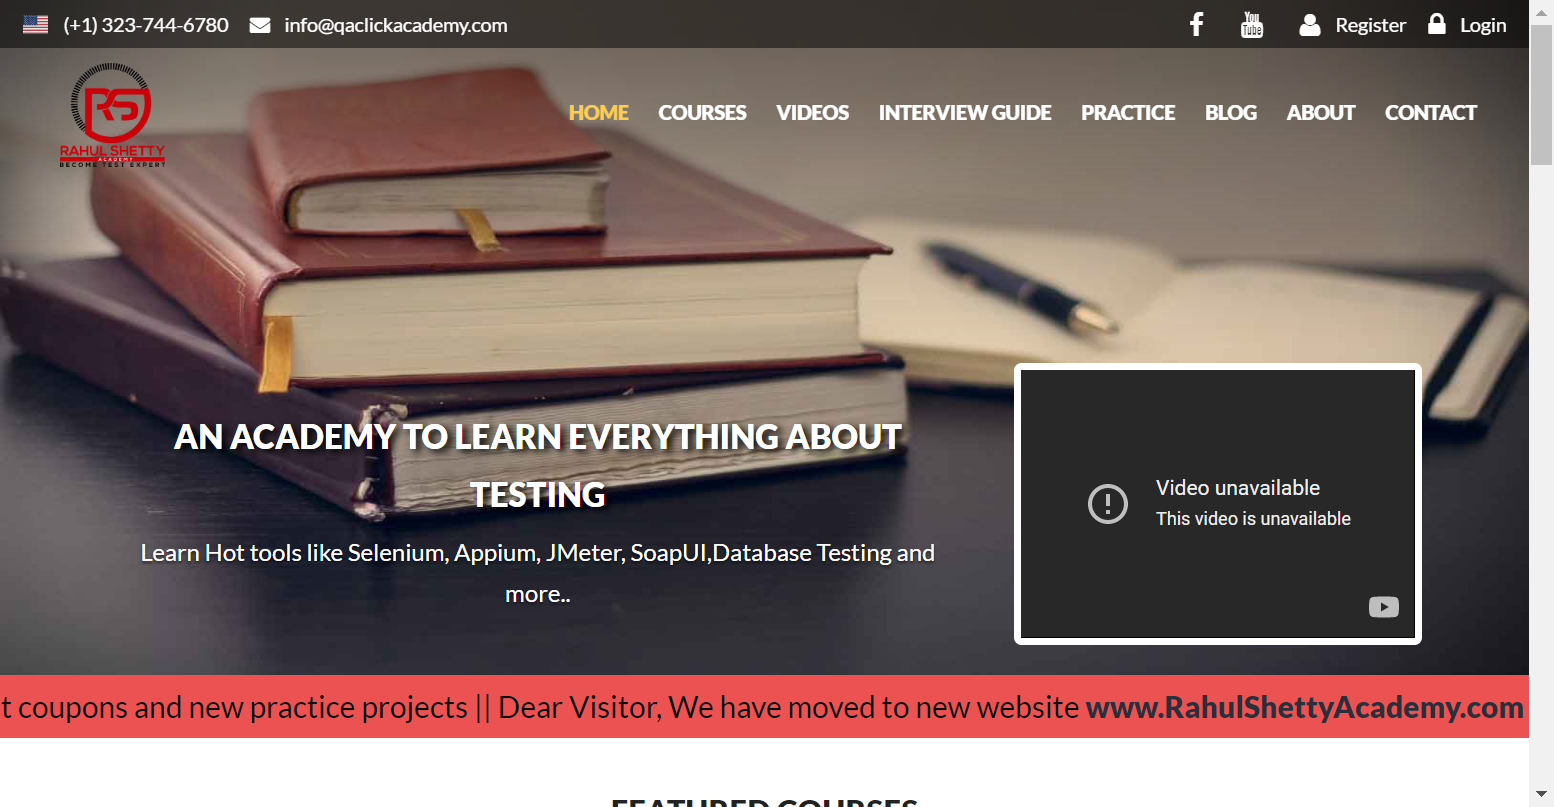 (+1) 323-744-6780 info@qaclickacademy.com You Tube Register Login
RS
RAHUL SHETTY
ACADEMY
BECOME TEST EXPERT
HOME COURSES VIDEOS INTERVIEW GUIDE PRACTICE BLOG ABOUT CONTACT
AN ACADEMY TO LEARN EVERYTHING ABOUT
TESTING
Learn Hot tools like Selenium, Appium, JMeter, SoapUI,Database Testing and
more..
Video unavailable
This video is unavailable
t coupons and new practice projects || Dear Visitor, We have moved to new website www.RahulShettyAcademy.com
FEATURED COURSES